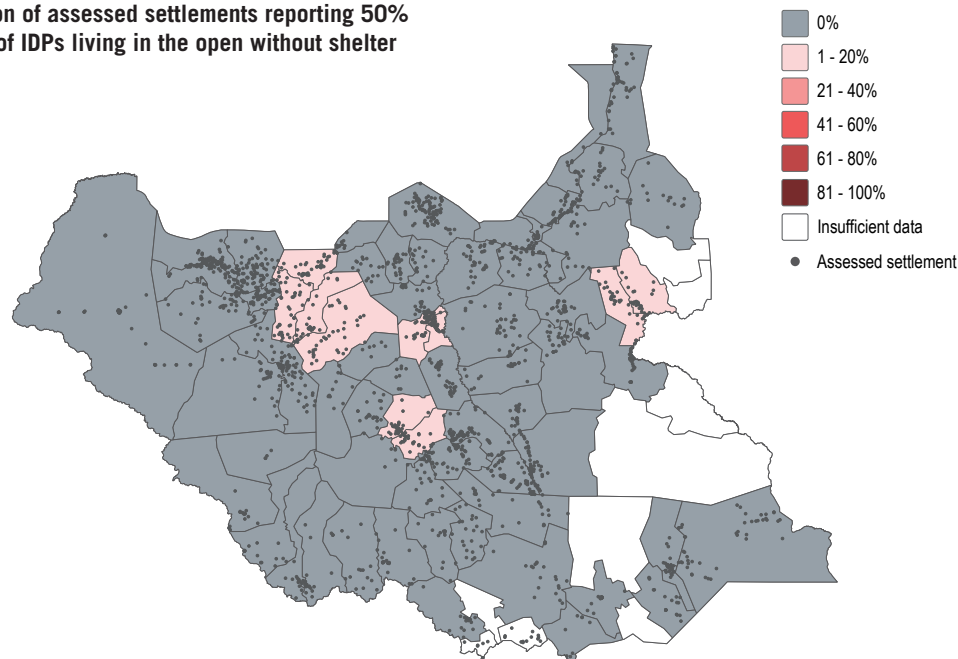 of assessed settlements reporting 50%
of IDPs living in the open without shelter
0%
1 - 20%
21 - 40%
41 - 60%
61 - 80%
81 - 100%
Insufficient data
Assessed settlement